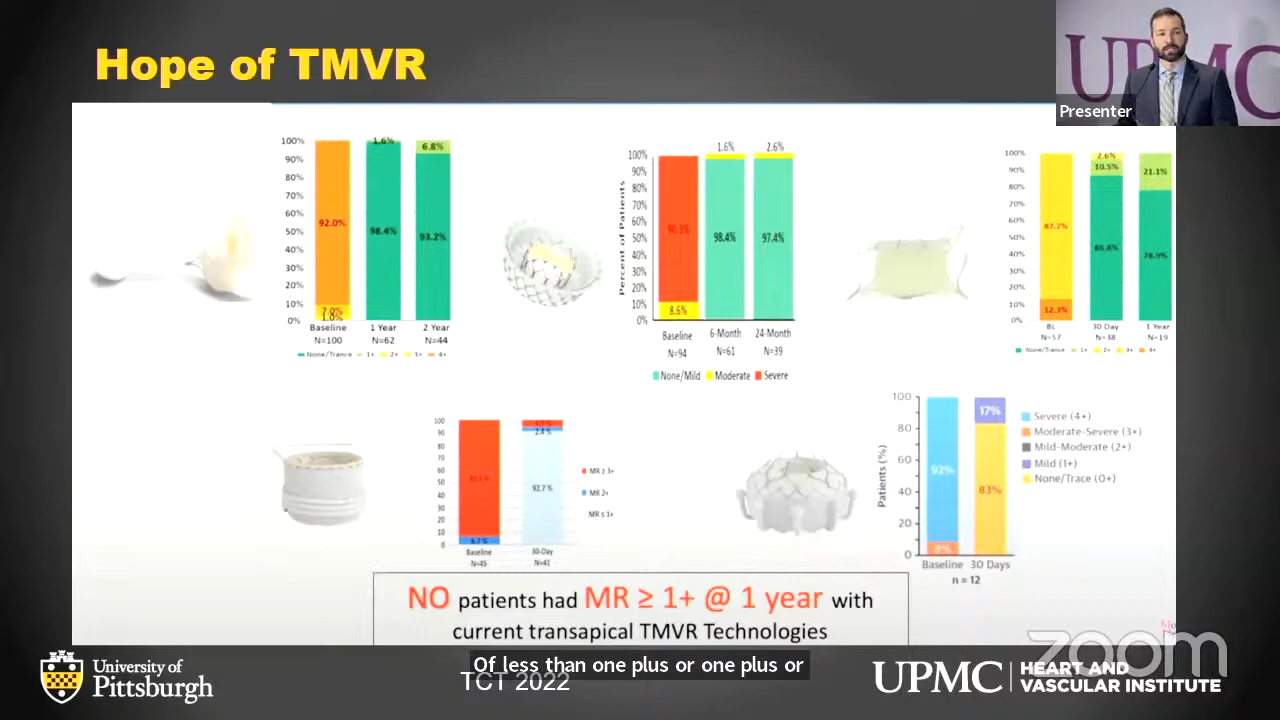 Hope of TMVR
UPMC
Presenter
100%
90%
80%
70%
60%
50%
40%
30%
20%
10%
0%
1.6%
6.8%
92.0%
98.4%
93.2%
7.0%
1.0%
Baseline 1 Year 2 Year
N=100 N=62 N=44
None/Trance 1+ 2+ 3+ 4+
Percent of Patients
100%
90%
80%
70%
60%
50%
40%
30%
20%
10%
0%
1.6% 2.6%
98.4% 97.4%
8.6%
Baseline 6-Month 24-Month
N=94 N=61 N=39
None/Mild Moderate Severe
100%
90%
80%
70%
60%
50%
40%
30%
20%
10%
0%
2.6%
10.5%
21.1%
87.7%
86.8%
78.9%
12.3%
BL 30 Day 1 Year
N=57 N=38 N=19
None/Trance 1+ 2+ 3+ 4+
100
90
80
70
60
50
40
30
20
10
0
2.4 %
92.7 %
6.7 %
Baseline 30-Day
N=45 N=41
MR ≥ 3+
MR 2+
MR ≤ 1+
Patients (%)
100
80
60
40
20
0
17%
92%
83%
8%
Baseline 30 Days
n = 12
Severe (4+)
Moderate-Severe (3+)
Mild-Moderate (2+)
Mild (1+)
None/Trace (0+)
NO patients had MR ≥ 1+ @ 1 year with
current transapical TMVR Technologies
zoom
Of less than one plus or one plus or
TCT 2022
University of
Pittsburgh
UPMC HEART AND
VASCULAR INSTITUTE